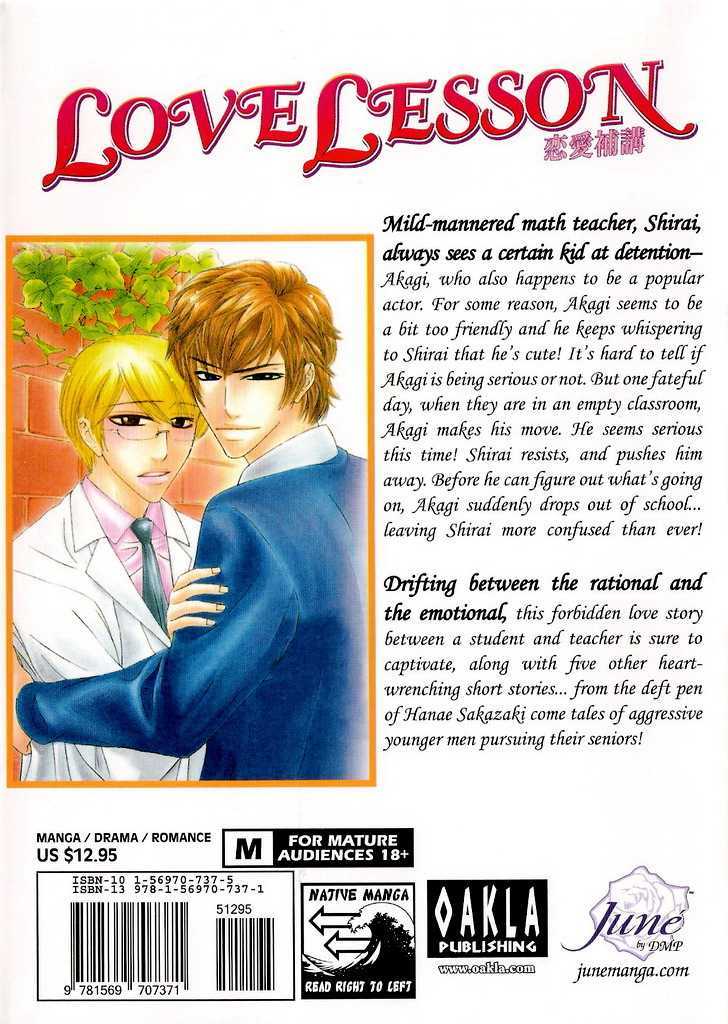 LOVE LESSON
恋愛補講
Mild-mannered math teacher, Shirai,
always sees a certain kid at detention—
Akagi, who also happens to be a popular
actor. For some reason, Akagi seems to be
a bit too friendly and he keeps whispering
to Shirai that he's cute! It's hard to tell if
Akagi is being serious or not. But one fateful
day, when they are in an empty classroom,
Akagi makes his move. He seems serious
this time! Shirai resists, and pushes him
away. Before he can figure out what's going
on, Akagi suddenly drops out of school...
leaving Shirai more confused than ever!
Drifting between the rational and
the emotional, this forbidden love story
between a student and teacher is sure to
captivate, along with five other heart-
wrenching short stories... from the deft pen
of Hanae Sakazaki come tales of aggressive
younger men pursuing their seniors!
MANGA / DRAMA / ROMANCE
US $12.95
M FOR MATURE
AUDIENCES 18+
ISBN-10 1-56970-737-5
ISBN-13 978-1-56970-737-1
51295
9 781569 707371
NATIVE MANGA
READ RIGHT TO LEFT
OAKLA
PUBLISHING
www.oakla.com
Juné
™
by DMP
junemanga.com